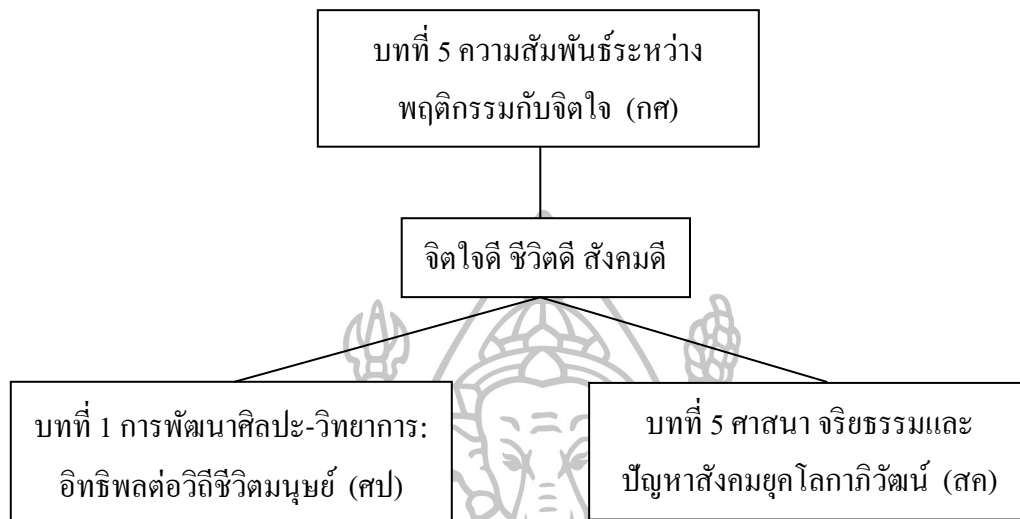 บทที่ 5 ความสัมพันธ์ระหว่าง
พฤติกรรมกับจิตใจ (กศ)
จิตใจดี ชีวิตดี สังคมดี
บทที่ 1 การพัฒนาศิลปะ-วิทยาการ:
อิทธิพลต่อวิถีชีวิตมนุษย์ (ศป)
บทที่ 5 ศาสนา จริยธรรมและ
ปัญหาสังคมยุคโลกาภิวัฒน์ (สค)